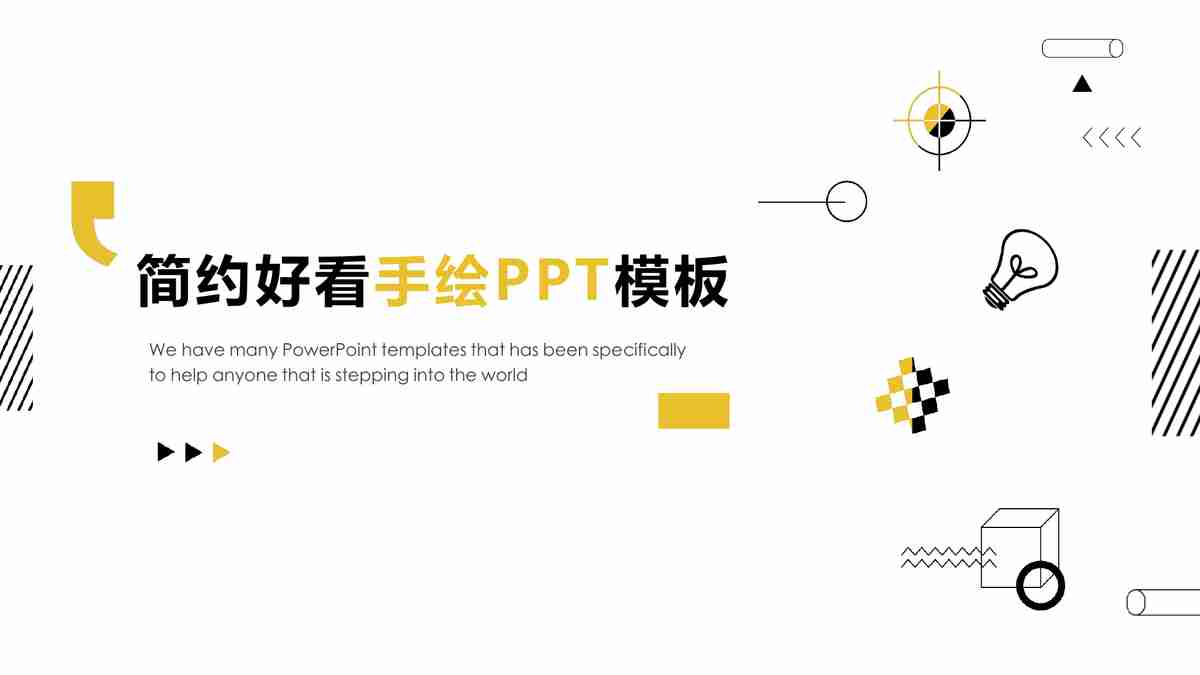 简约好看手绘PPT模板
We have many PowerPoint templates that has been specifically
to help anyone that is stepping into the world